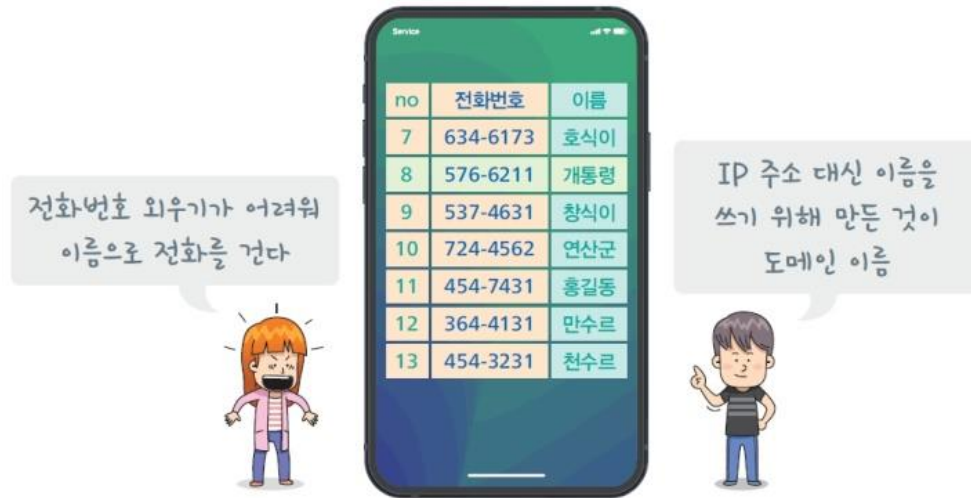 Service
no 전화번호 이름
7 634-6173 호식이
8 576-6211 개통령
9 537-4631 창식이
10 724-4562 연산군
11 454-7431 홍길동
12 364-4131 만수르
13 454-3231 천수르
전화번호 외우기가 어려워
이름으로 전화를 건다
IP 주소 대신 이름을
쓰기 위해 만든 것이
도메인 이름